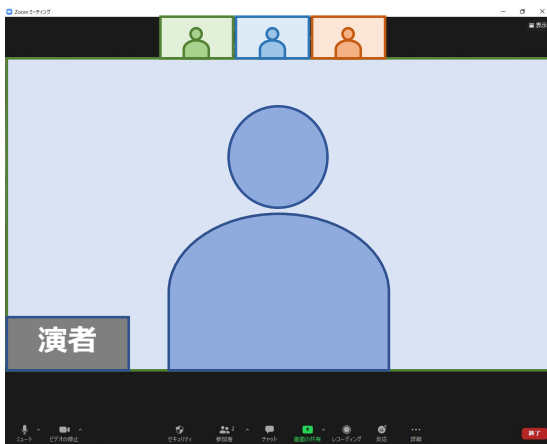 Zoom ミーティング
表示
演者
2
ミュート
ビデオの停止
セキュリティ
参加者
チャット
画面の共有
レコーディング
反応
詳細
終了